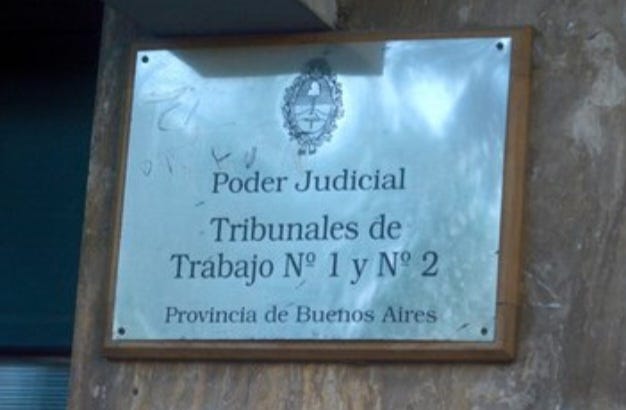 Poder Judicial
Tribunales de
Trabajo Nº 1 y Nº 2
Provincia de Buenos Aires